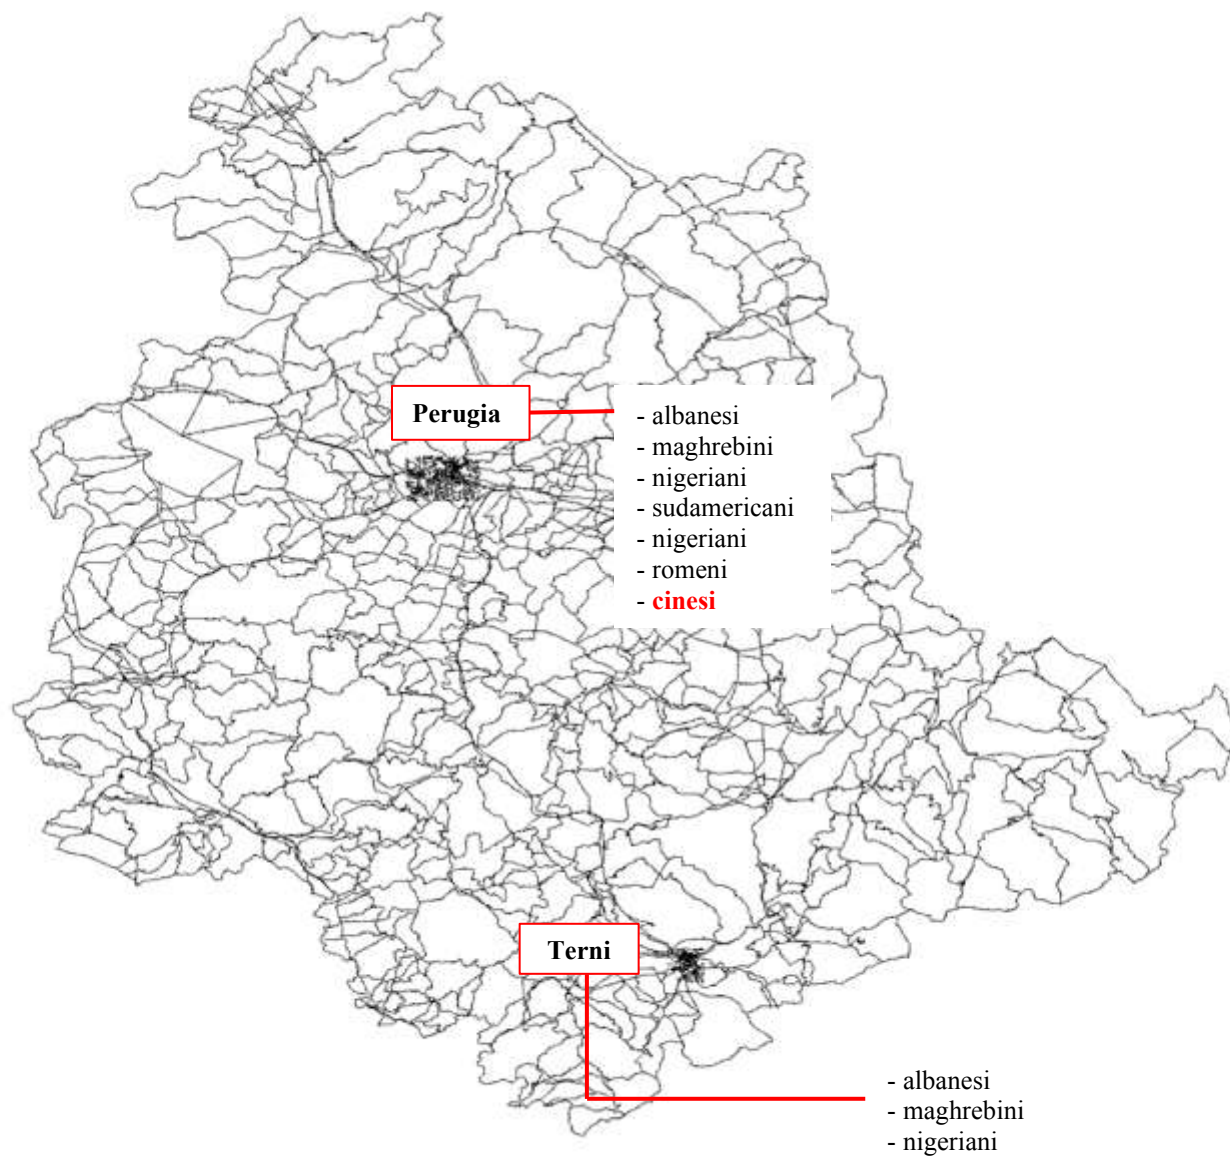 Perugia
- albanesi
- maghrebini
- nigeriani
- sudamericani
- nigeriani
- romeni
- cinesi
Terni
- albanesi
- maghrebini
- nigeriani